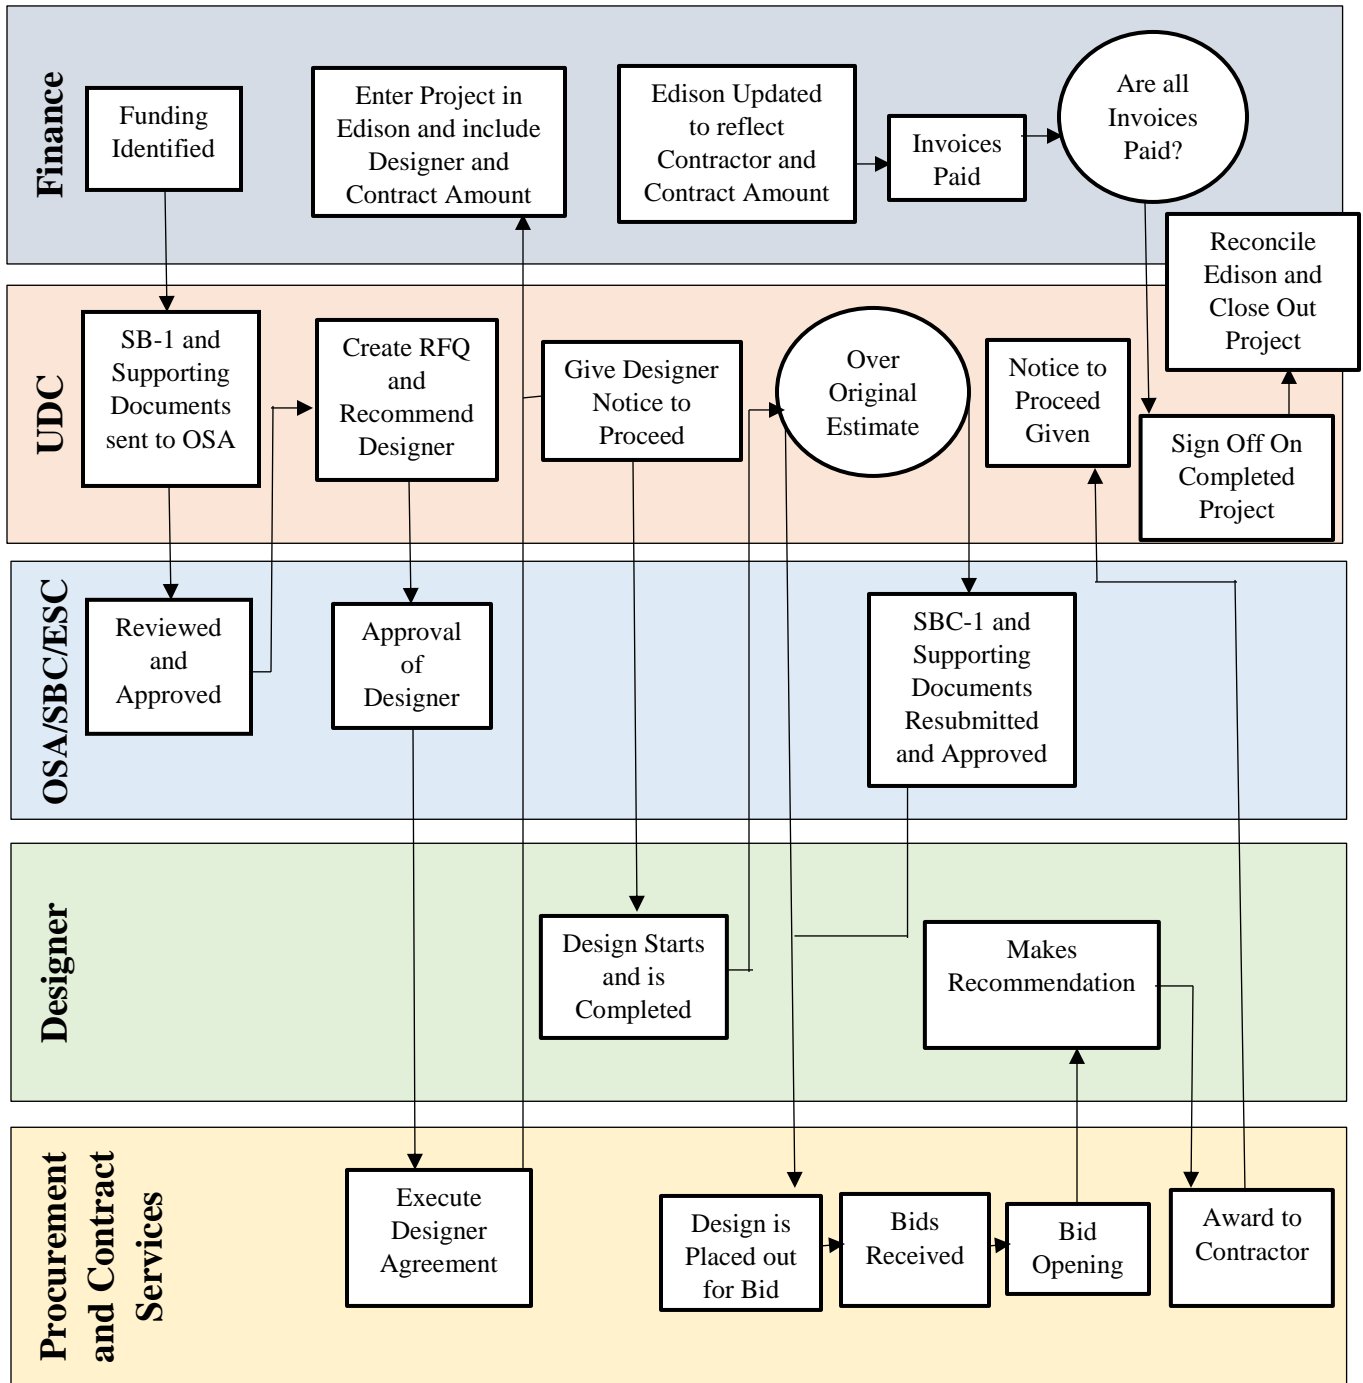 Finance
Funding
Identified
Enter Project in
Edison and include
Designer and
Contract Amount
Edison Updated
to reflect
Contractor and
Contract Amount
Invoices
Paid
Are all
Invoices
Paid?
Reconcile
Edison and
Close Out
Project
UDC
SB-1 and
Supporting
Documents
sent to OSA
Create RFQ
and
Recommend
Designer
Give Designer
Notice to
Proceed
Over
Original
Estimate
Notice to
Proceed
Given
Sign Off On
Completed
Project
OSA/SBC/ESC
Reviewed
and
Approved
Approval
of
Designer
SBC-1 and
Supporting
Documents
Resubmitted
and Approved
Designer
Design Starts
and is
Completed
Makes
Recommendation
Procurement
and Contract
Services
Execute
Designer
Agreement
Design is
Placed out
for Bid
Bids
Received
Bid
Opening
Award to
Contractor